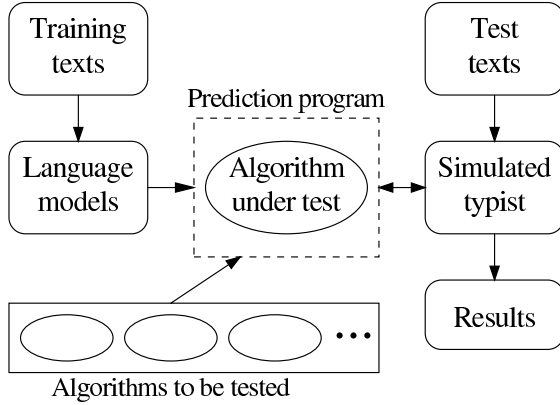 Training
texts
Test
texts
Prediction program
Language
models
Algorithm
under test
Simulated
typist
Results
Algorithms to be tested